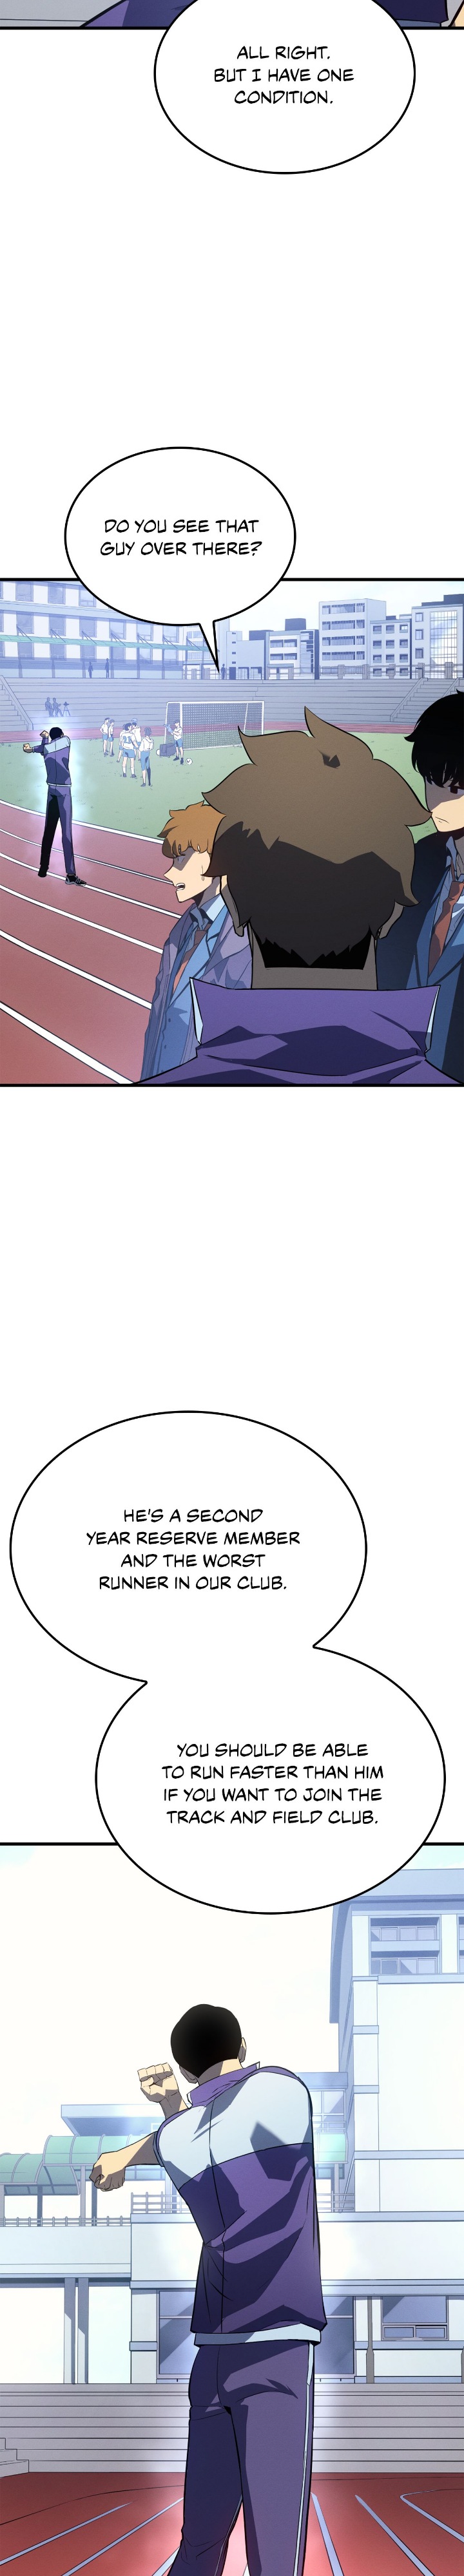 ALL RIGHT.
BUT I HAVE ONE
CONDITION.
DO YOU SEE THAT
GUY OVER THERE?
HE'S A SECOND
YEAR RESERVE MEMBER
AND THE WORST
RUNNER IN OUR CLUB.
YOU SHOULD BE ABLE
TO RUN FASTER THAN HIM
IF YOU WANT TO JOIN THE
TRACK AND FIELD CLUB.